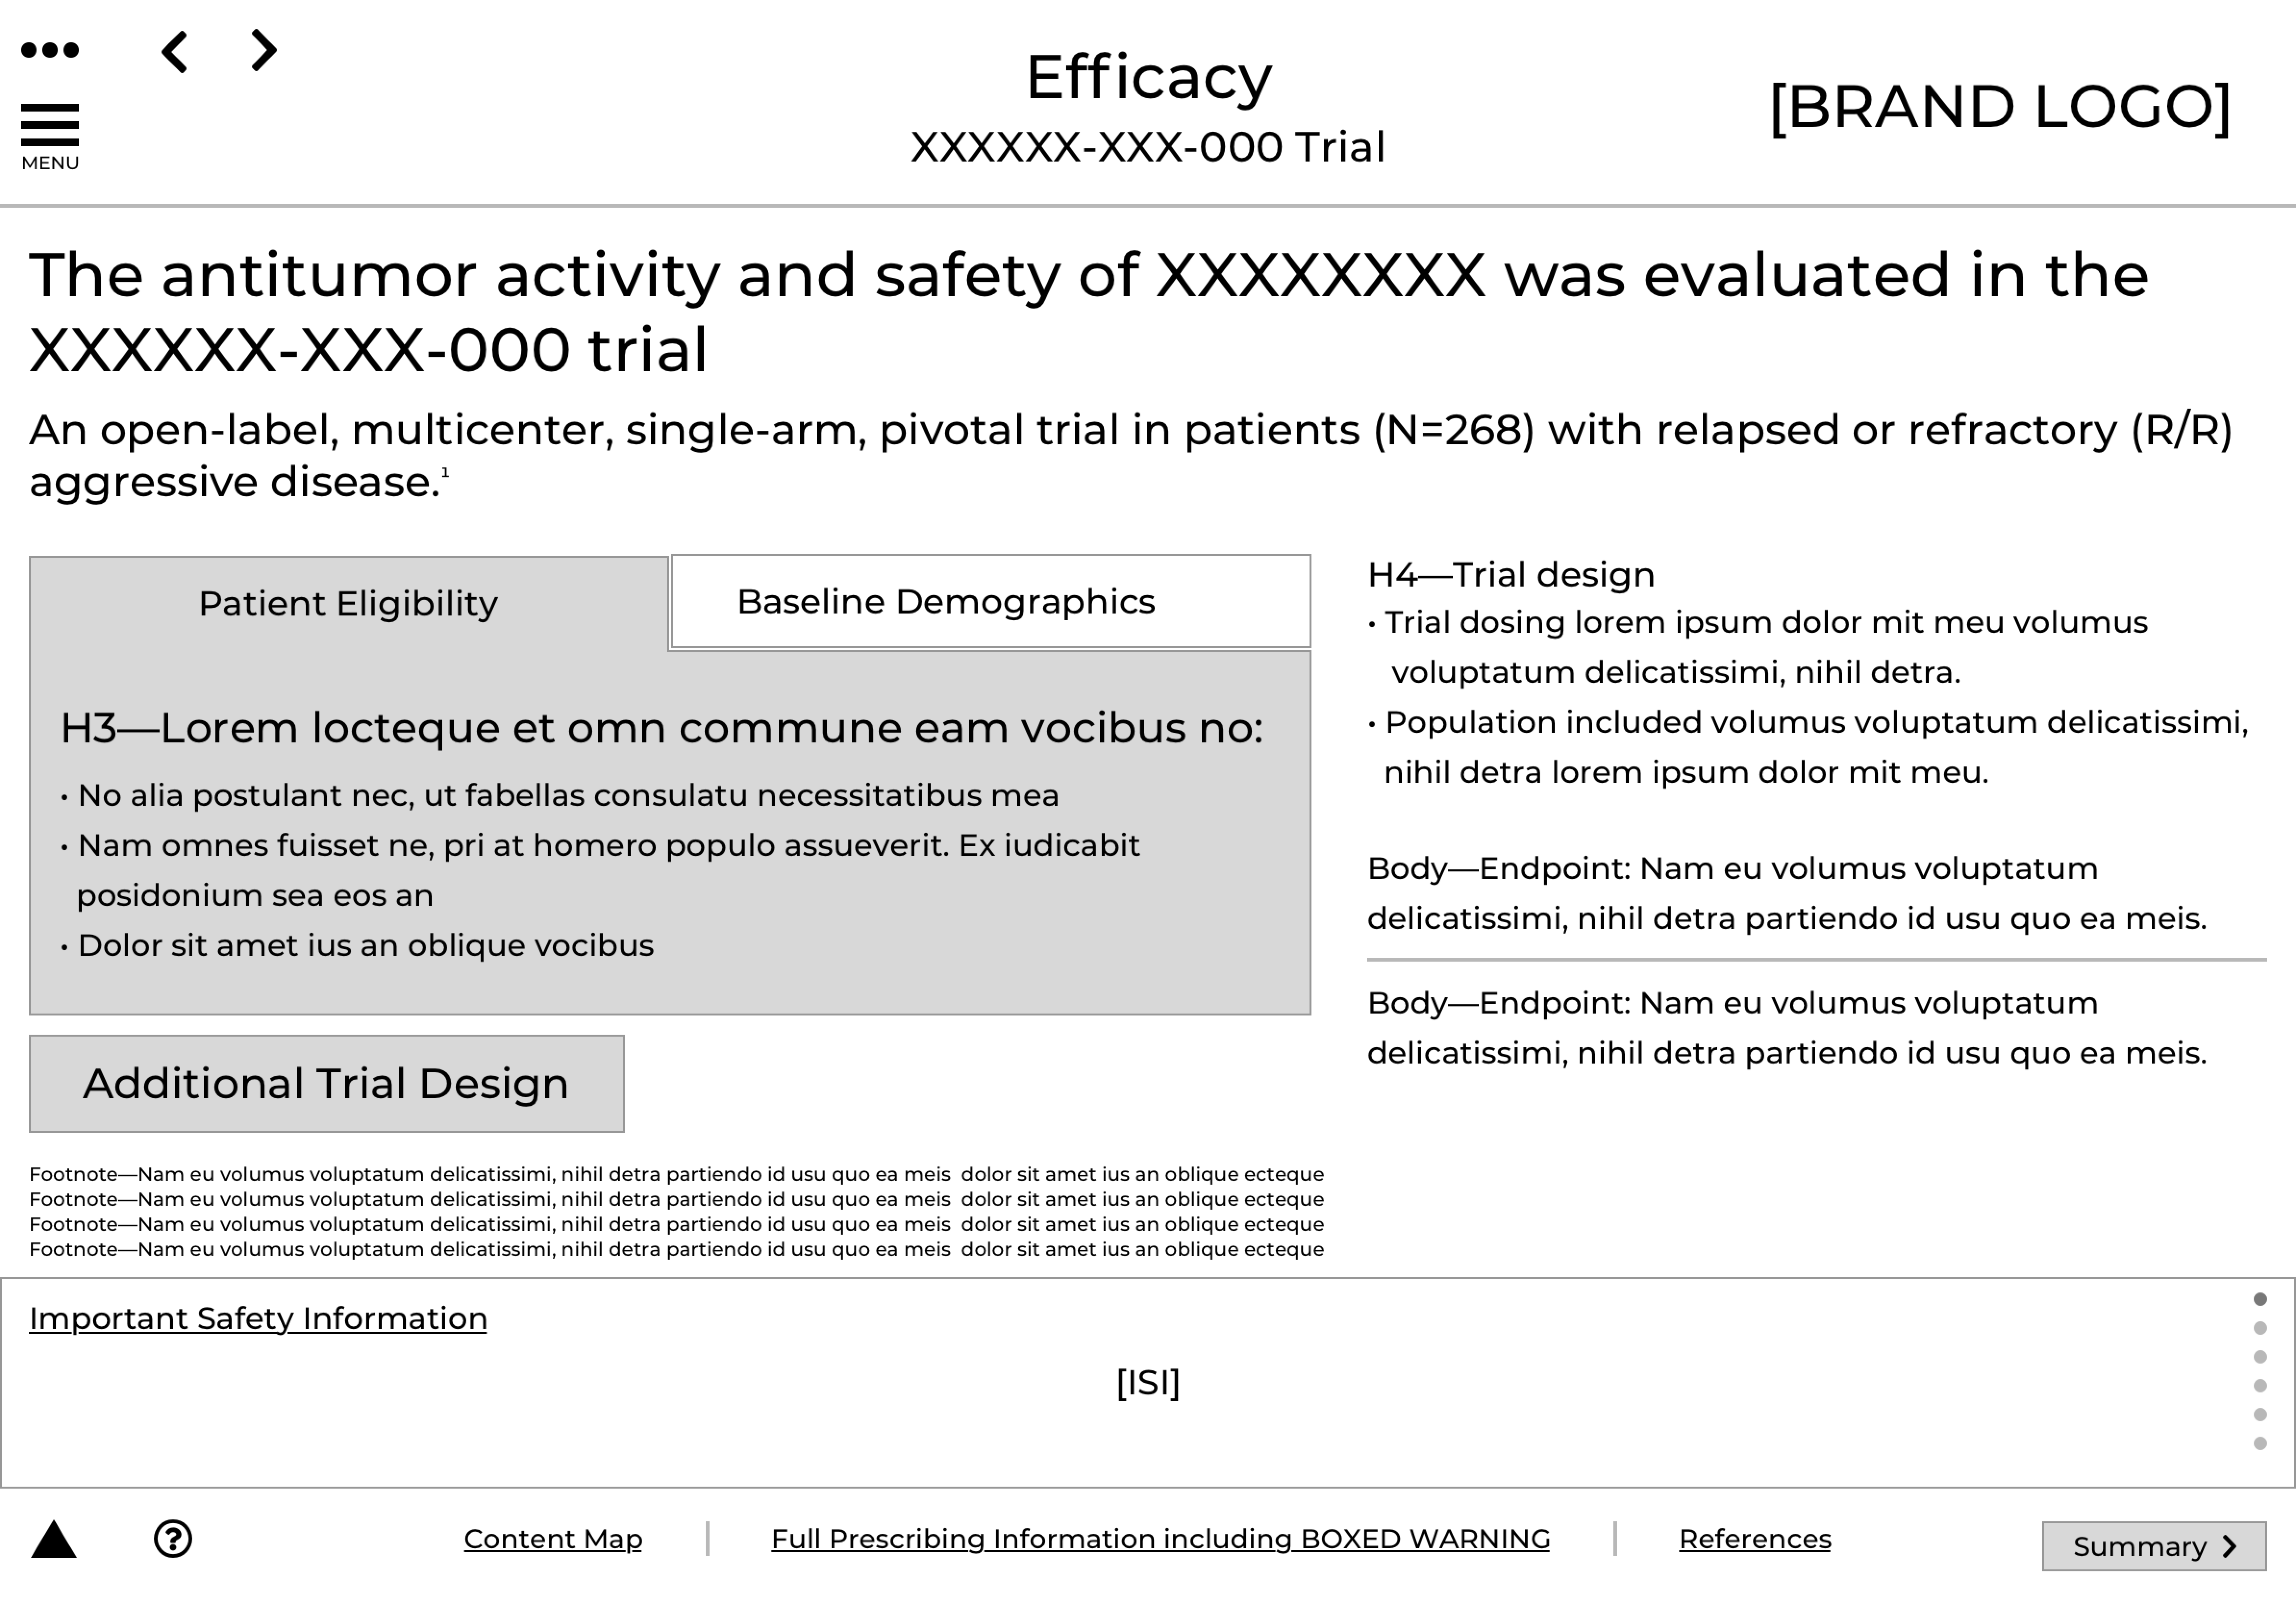 MENU
Efficacy
XXXXXX-XXX-000 Trial
[BRAND LOGO]
The antitumor activity and safety of XXXXXXXX was evaluated in the
XXXXXX-XXX-000 trial
An open-label, multicenter, single-arm, pivotal trial in patients (N=268) with relapsed or refractory (R/R)
aggressive disease.¹
Patient Eligibility
Baseline Demographics
H3—Lorem locteque et omn commune eam vocibus no:
• No alia postulant nec, ut fabellas consulatu necessitatibus mea
• Nam omnes fuisset ne, pri at homero populo assueverit. Ex iudicabit
posidonium sea eos an
• Dolor sit amet ius an oblique vocibus
Additional Trial Design
H4—Trial design
• Trial dosing lorem ipsum dolor mit meu volumus
voluptatum delicatissimi, nihil detra.
• Population included volumus voluptatum delicatissimi,
nihil detra lorem ipsum dolor mit meu.
Body—Endpoint: Nam eu volumus voluptatum
delicatissimi, nihil detra partiendo id usu quo ea meis.
Body—Endpoint: Nam eu volumus voluptatum
delicatissimi, nihil detra partiendo id usu quo ea meis.
Footnote—Nam eu volumus voluptatum delicatissimi, nihil detra partiendo id usu quo ea meis  dolor sit amet ius an oblique ecteque
Footnote—Nam eu volumus voluptatum delicatissimi, nihil detra partiendo id usu quo ea meis  dolor sit amet ius an oblique ecteque
Footnote—Nam eu volumus voluptatum delicatissimi, nihil detra partiendo id usu quo ea meis  dolor sit amet ius an oblique ecteque
Footnote—Nam eu volumus voluptatum delicatissimi, nihil detra partiendo id usu quo ea meis  dolor sit amet ius an oblique ecteque
Important Safety Information
[ISI]
?
Content Map
Full Prescribing Information including BOXED WARNING
References
Summary